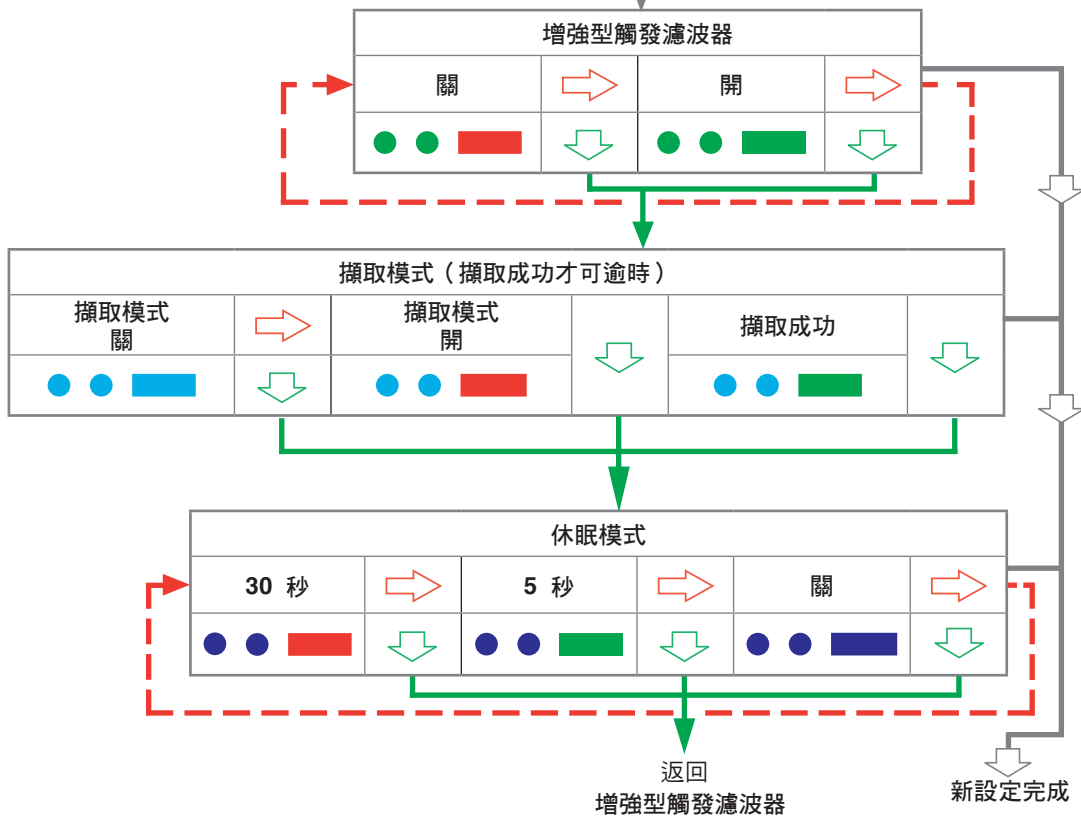 增強型觸發濾波器
關
開
擷取模式（擷取成功才可逾時）
擷取模式
關
擷取模式
開
擷取成功
休眠模式
30 秒
5 秒
關
返回
增強型觸發濾波器
新設定完成